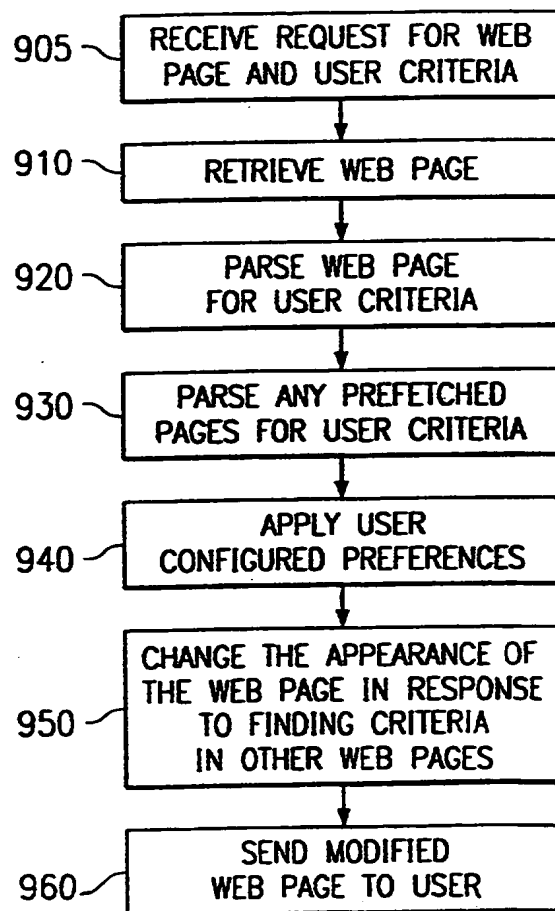 905
RECEIVE REQUEST FOR WEB
PAGE AND USER CRITERIA
910
RETRIEVE WEB PAGE
920
PARSE WEB PAGE
FOR USER CRITERIA
930
PARSE ANY PREFETCHED
PAGES FOR USER CRITERIA
940
APPLY USER
CONFIGURED PREFERENCES
950
CHANGE THE APPEARANCE OF
THE WEB PAGE IN RESPONSE
TO FINDING CRITERIA
IN OTHER WEB PAGES
960
SEND MODIFIED
WEB PAGE TO USER